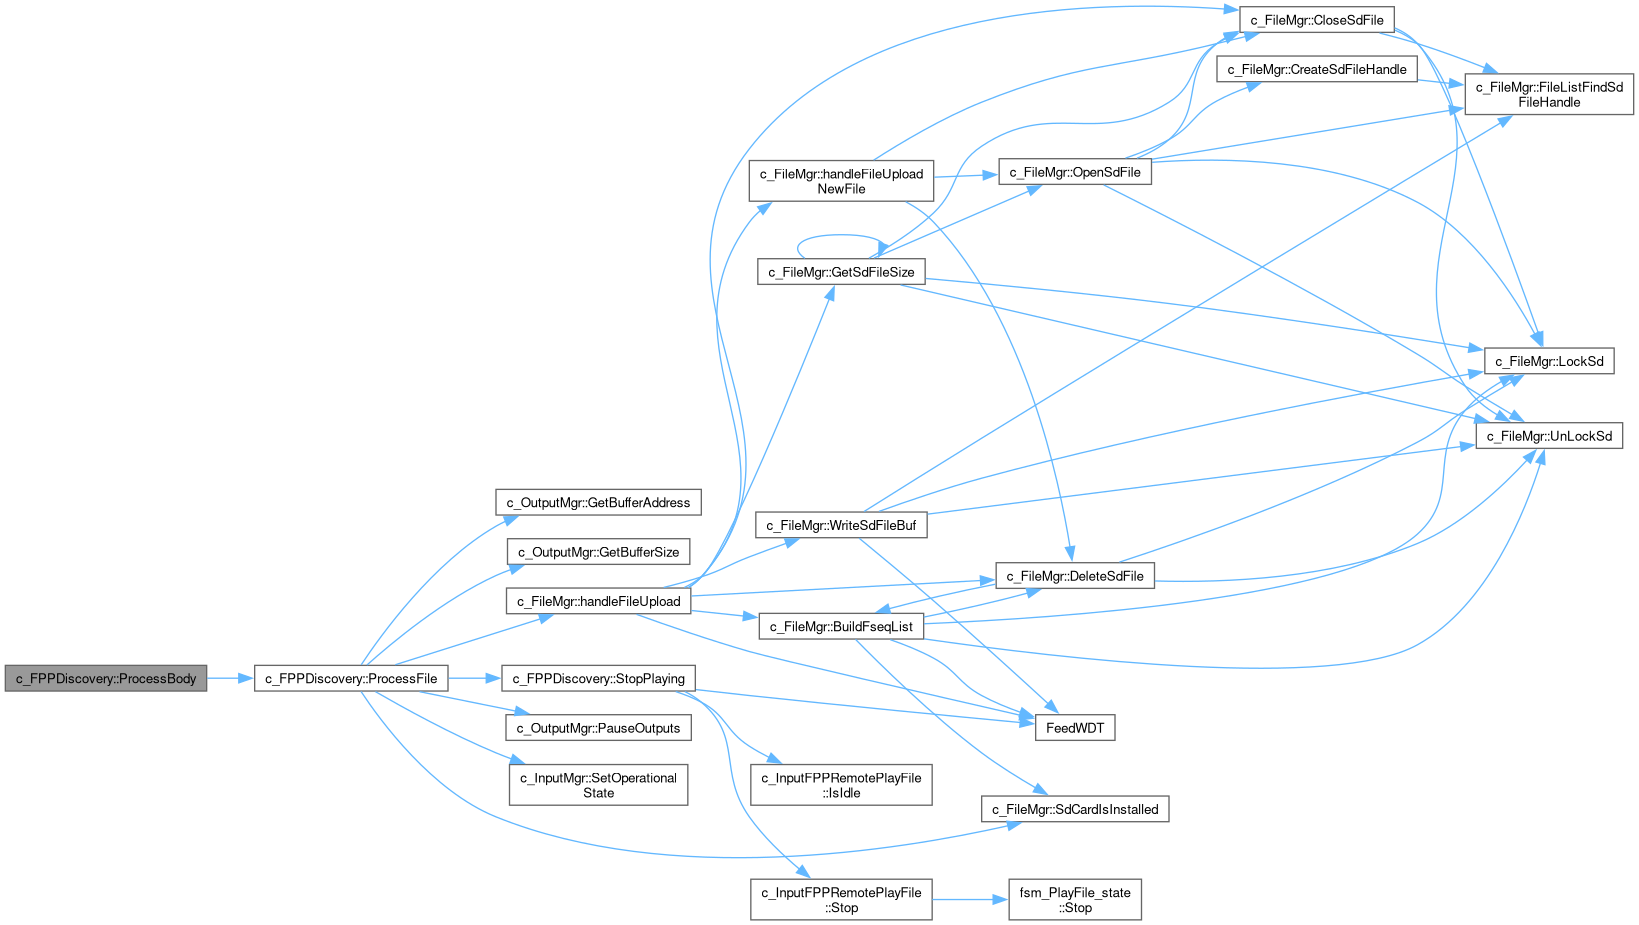 c_FileMgr::CloseSdFile
c_FileMgr::CreateSdFileHandle
c_FileMgr::FileListFindSd
FileHandle
c_FileMgr::handleFileUpload
NewFile
c_FileMgr::OpenSdFile
c_FileMgr::GetSdFileSize
c_FileMgr::LockSd
c_FileMgr::UnLockSd
c_OutputMgr::GetBufferAddress
c_FileMgr::WriteSdFileBuf
c_OutputMgr::GetBufferSize
c_FileMgr::DeleteSdFile
c_FileMgr::handleFileUpload
c_FileMgr::BuildFseqList
c_FPPDiscovery::ProcessBody
c_FPPDiscovery::ProcessFile
c_FPPDiscovery::StopPlaying
c_OutputMgr::PauseOutputs
FeedWDT
c_InputMgr::SetOperational
State
c_InputFPPRemotePlayFile
::IsIdle
c_FileMgr::SdCardIsInstalled
c_InputFPPRemotePlayFile
::Stop
fsm_PlayFile_state
::Stop